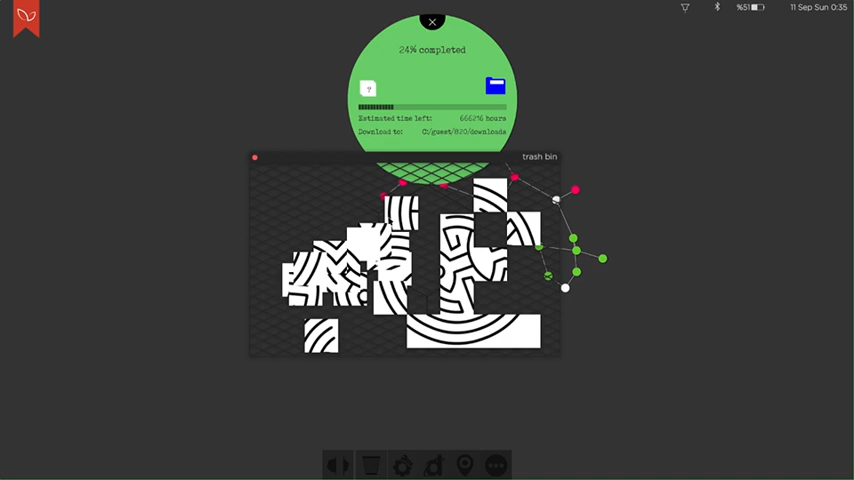 %51
11 Sep Sun 0:35
24% completed
?
Estimated time left: 66626 hours
Download to: C:/guest/820/downloads
trash bin